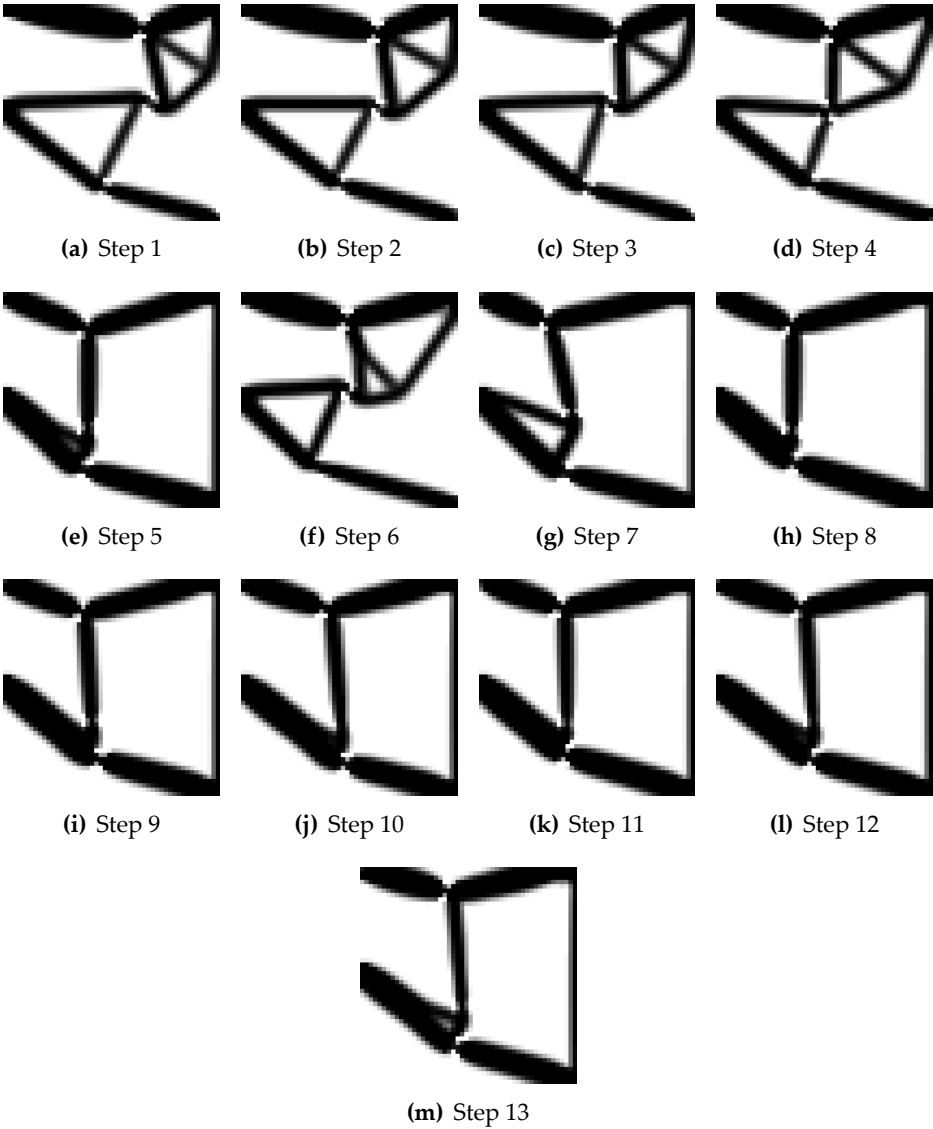 (a) Step 1 (b) Step 2 (c) Step 3 (d) Step 4
(e) Step 5 (f) Step 6 (g) Step 7 (h) Step 8
(i) Step 9 (j) Step 10 (k) Step 11 (l) Step 12
(m) Step 13